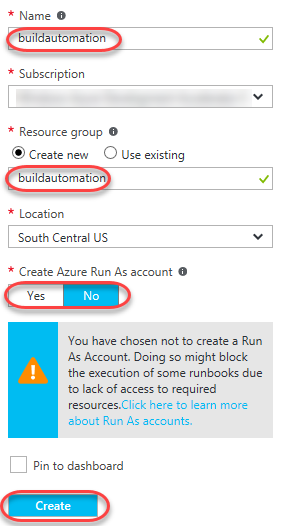 * Name
buildautomation
* Subscription
* Resource group
Create new Use existing
buildautomation
* Location
South Central US
* Create Azure Run As account
Yes No
You have chosen not to create a Run
As Account. Doing so might block
the execution of some runbooks due
to lack of access to required
resources.Click here to learn more
about Run As accounts.
Pin to dashboard
Create